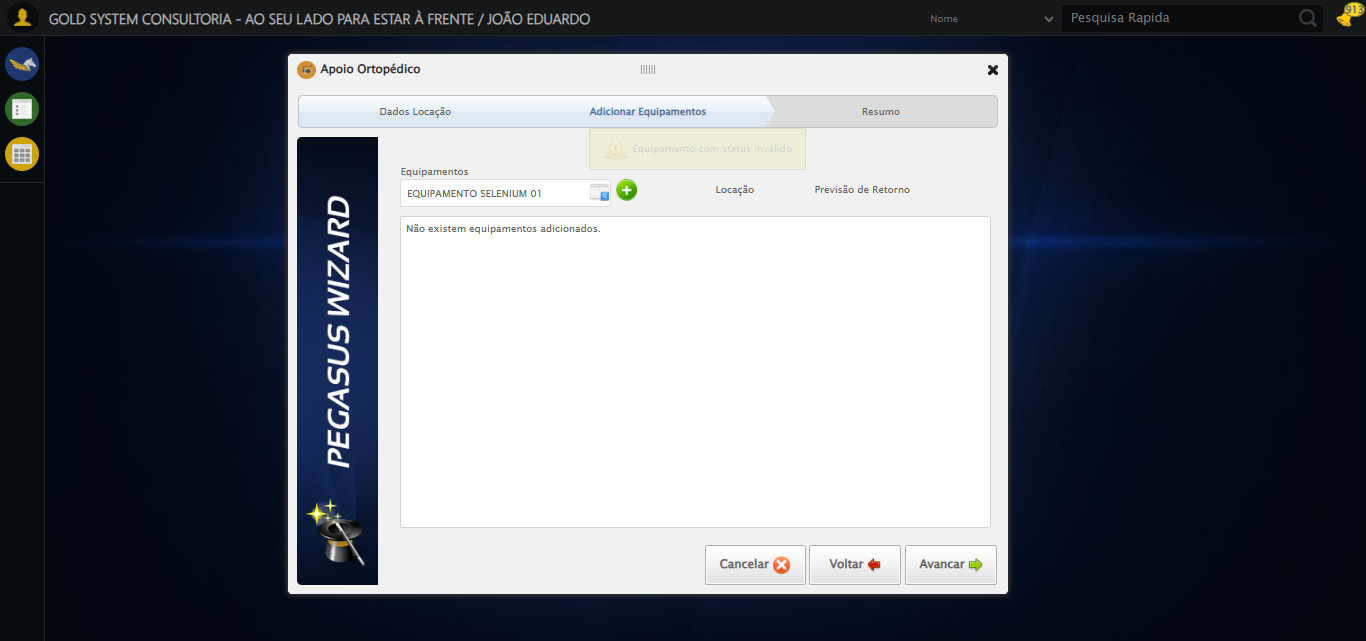 GOLD SYSTEM CONSULTORIA - AO SEU LADO PARA ESTAR À FRENTE / JOÃO EDUARDO
Nome
Pesquisa Rapida
913
Apoio Ortopédico
Dados Locação
Adicionar Equipamentos
Resumo
Equipamento com status inválido
Equipamentos
EQUIPAMENTO SELENIUM 01
Locação
Previsão de Retorno
Não existem equipamentos adicionados.
PEGASUS WIZARD
Cancelar
Voltar
Avancar